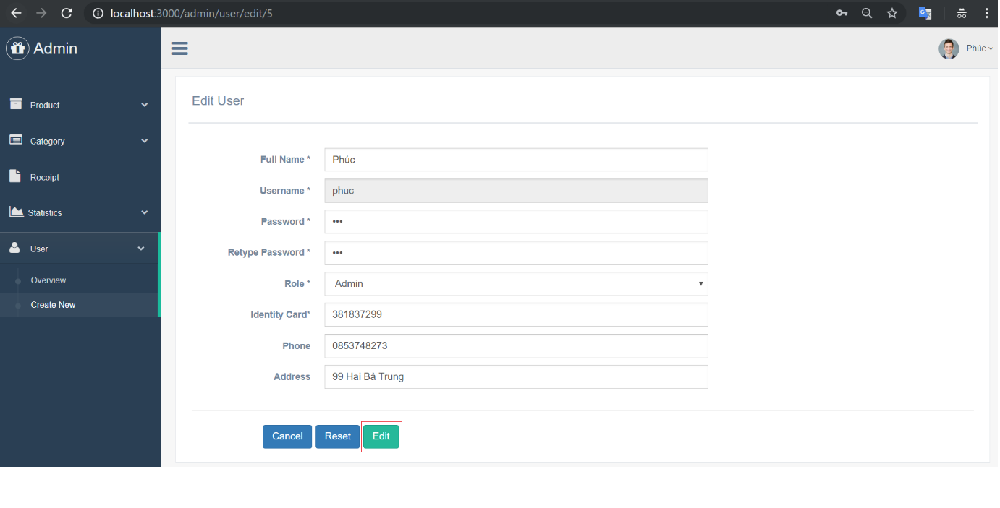 localhost:3000/admin/user/edit/5
Admin
Phúc
Product
Category
Receipt
Statistics
User
Overview
Create New
Edit User
Full Name * Phúc
Username * phuc
Password * •••
Retype Password * •••
Role * Admin
Identity Card* 381837299
Phone 0853748273
Address 99 Hai Bà Trung
Cancel Reset Edit